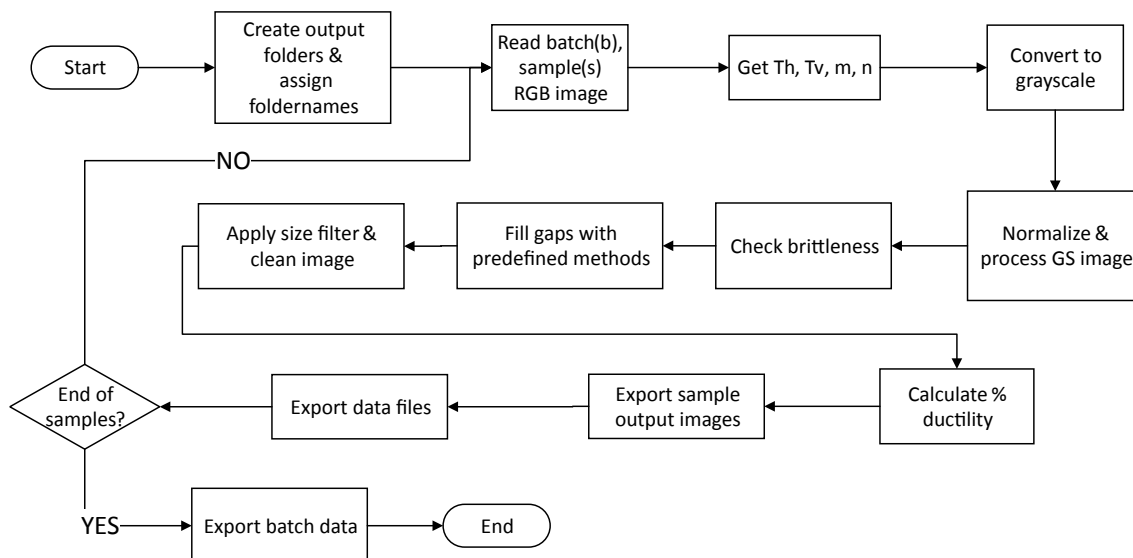 Start
Create output
folders &
assign
foldernames
Read batch(b),
sample(s)
RGB image
Get Th, Tv, m, n
Convert to
grayscale
NO
Apply size filter &
clean image
Fill gaps with
predefined methods
Check brittleness
Normalize &
process GS image
End of
samples?
Export data files
Export sample
output images
Calculate %
ductility
YES
Export batch data
End